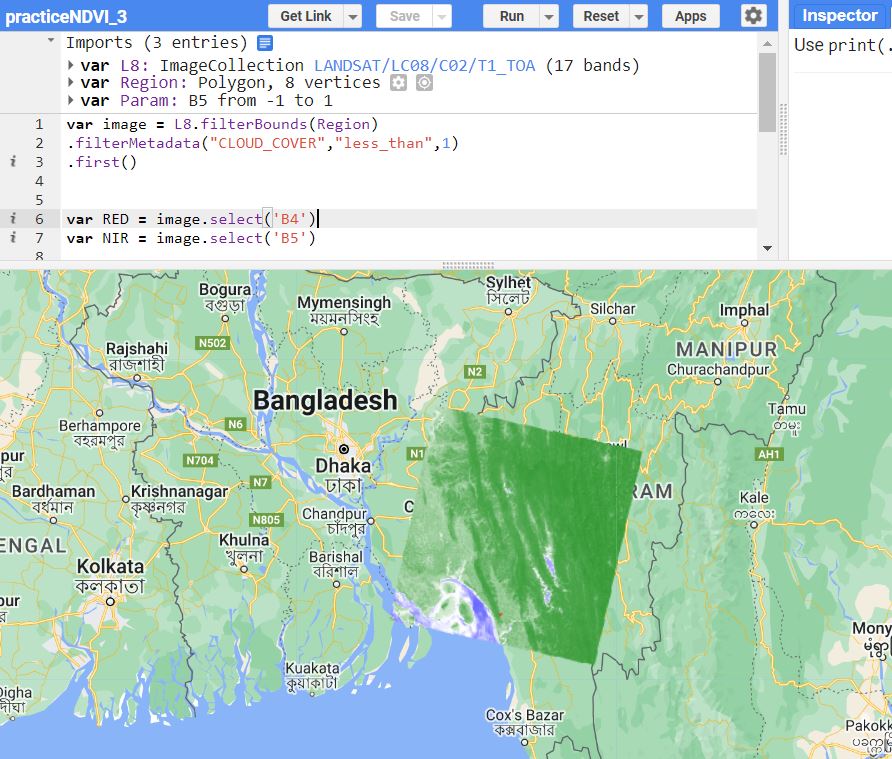 practiceNDVI_3
Get Link
Save
Run
Reset
Apps
Inspector
Imports (3 entries)
var L8: ImageCollection LANDSAT/LC08/C02/T1_TOA (17 bands)
var Region: Polygon, 8 vertices
var Param: B5 from -1 to 1
Use print(.
1 var image = L8.filterBounds(Region)
2 .filterMetadata("CLOUD_COVER","less_than",1)
i 3 .first()
4
5
i 6 var RED = image.select('B4')
i 7 var NIR = image.select('B5')
8
Bogura
বগুড়া
Mymensingh
ময়মনসিংহ
Sylhet
সিলেট
Silchar
Imphal
N502
Rajshahi
রাজশাহী
MANIPUR
Churachandpur
N2
Bangladesh
Tamu
တမူး
Berhampore
বহরমপুর
N6
N704
Dhaka
ঢাকা
N1
AH1
pur
Bardhaman
বর্ধমান
Krishnanagar
কৃষ্ণনগর
N7
C
RAM
Kale
ကလေး
Chandpur
চাঁদপুর
N805
ENGAL
Khulna
খুলনা
Barishal
বরিশাল
Kolkata
কলকাতা
pur
Mony
Kuakata
কুয়াকাটা
Digha
দীঘা
Cox's Bazar
কক্সবাজার
Pakokk